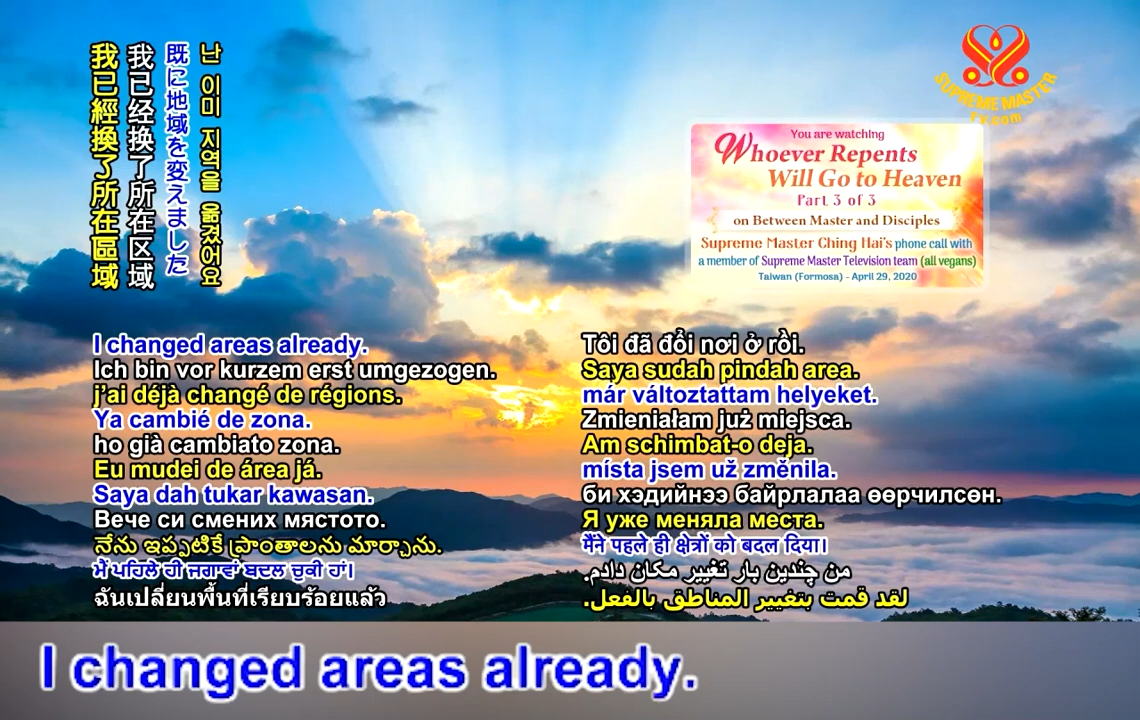 난 이미 지역을 옮겼어요
既に地域を変えました
我已经换了所在区域
我已經換了所在區域
SUPREME MASTER
TV.com
You are watching
Whoever Repents
Will Go to Heaven
Part 3 of 3
on Between Master and Disciples
Supreme Master Ching Hai's phone call with
a member of Supreme Master Television team (all vegans)
Taiwan (Formosa) - April 29, 2020
I changed areas already.
Ich bin vor kurzem erst umgezogen.
j'ai déjà changé de régions.
Ya cambié de zona.
ho già cambiato zona.
Eu mudei de área já.
Saya dah tukar kawasan.
Вече си смених мястото.
నేను ఇప్పటికే ప్రాంతాలను మార్చాను.
ਮੈਂ ਪਹਿਲੇ ਹੀ ਜਗਾਵਾਂ ਬਦਲ ਚੁਕੀ ਹਾਂ।
ฉันเปลี่ยนพื้นที่เรียบร้อยแล้ว
Tôi đã đổi nơi ở rồi.
Saya sudah pindah area.
már változtattam helyeket.
Zmieniałam już miejsca.
Am schimbat-o deja.
místa jsem už změnila.
би хэдийнээ байрлалаа өөрчилсөн.
Я уже меняла места.
मैंने पहले ही क्षेत्रों को बदल दिया।
من چندین بار تغییر مکان دادم.
لقد قمت بتغيير المناطق بالفعل.
I changed areas already.